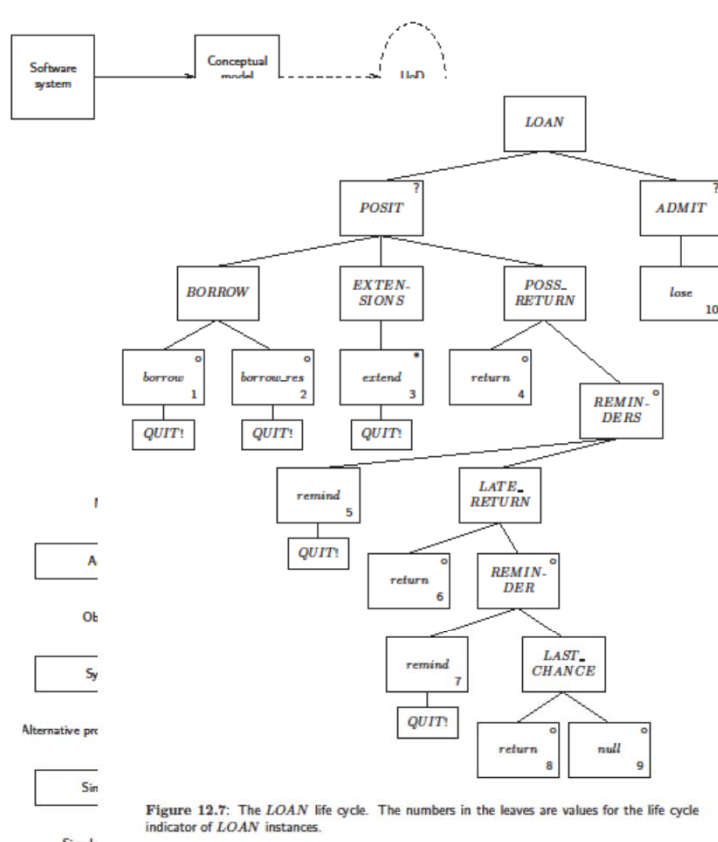 Software
system
Conceptual
model
UoD
LOAN
?
POSIT
?
ADMIT
BORROW
EXTEN-
SIONS
POSS_
RETURN
lose
10
o
borrow
1
o
borrow_res
2
*
extend
3
o
return
4
o
REMIN-
DERS
QUIT!
QUIT!
QUIT!
remind
5
LATE_
RETURN
QUIT!
o
return
6
o
REMIN-
DER
remind
7
LAST_
CHANCE
QUIT!
o
return
8
o
null
9
A
Ob
Sy
Alternative pro
Sin
Figure 12.7: The LOAN life cycle. The numbers in the leaves are values for the life cycle
indicator of LOAN instances.